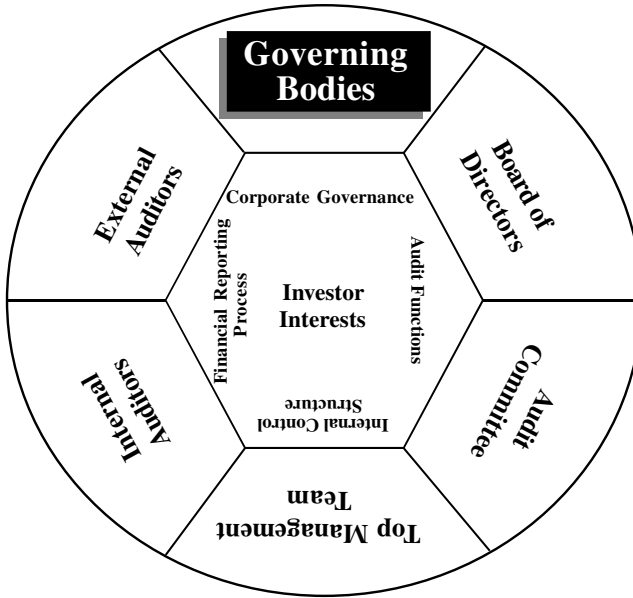 Governing
Bodies
Board of
Directors
Audit
Committee
Top Management
Team
Internal
Auditors
External
Auditors
Corporate Governance
Audit Functions
Internal Control
Structure
Financial Reporting
Process
Investor
Interests